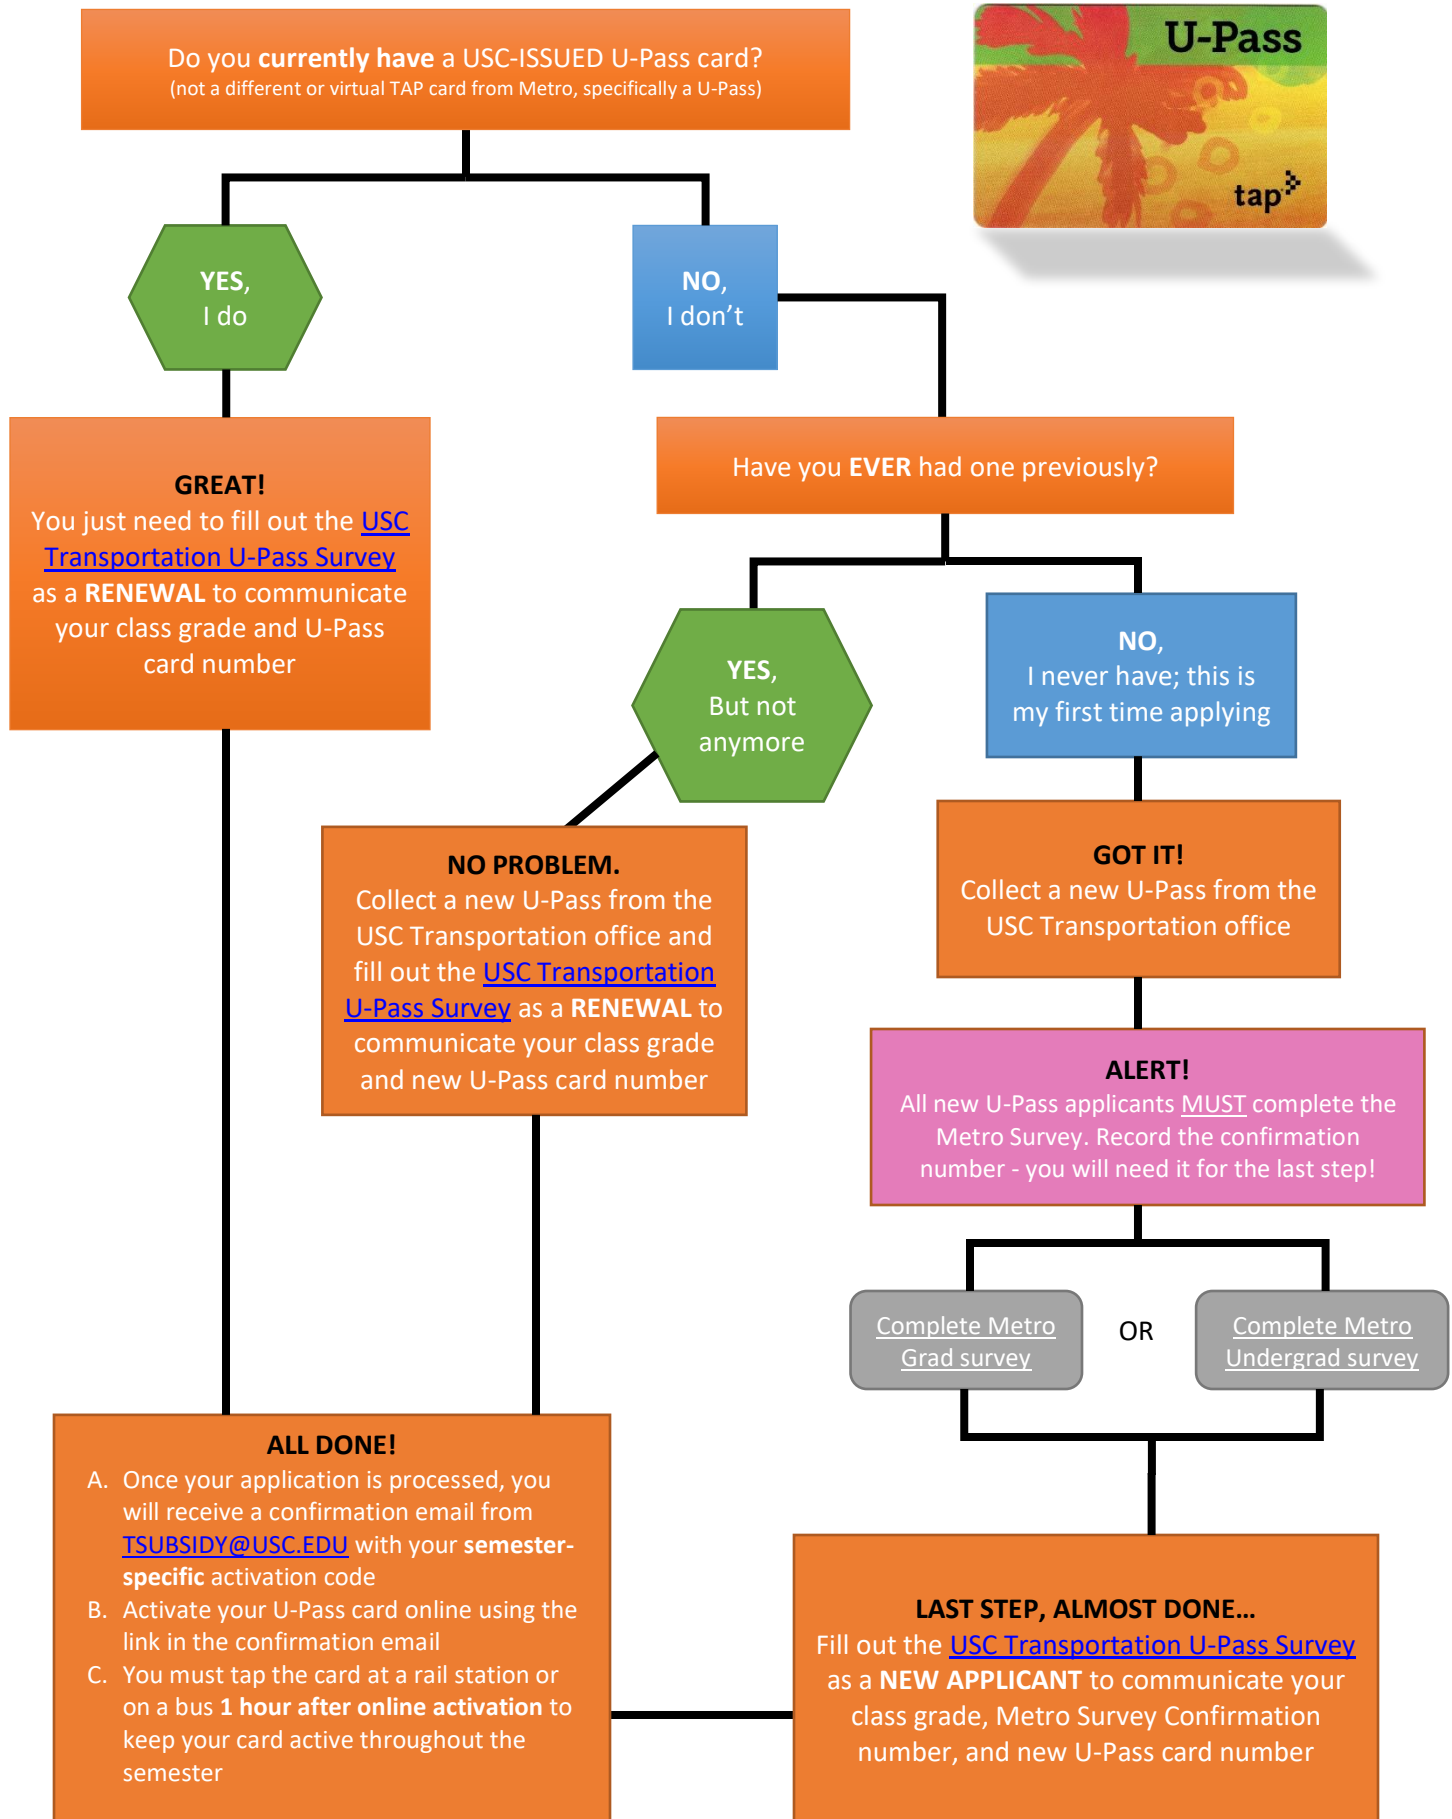 Do you currently have a USC-ISSUED U-Pass card?
(not a different or virtual TAP card from Metro, specifically a U-Pass)
U-Pass
tap
YES,
I do
NO,
I don't
GREAT!
You just need to fill out the USC
Transportation U-Pass Survey
as a RENEWAL to communicate
your class grade and U-Pass
card number
Have you EVER had one previously?
YES,
But not
anymore
NO,
I never have; this is
my first time applying
NO PROBLEM.
Collect a new U-Pass from the
USC Transportation office and
fill out the USC Transportation
U-Pass Survey as a RENEWAL to
communicate your class grade
and new U-Pass card number
GOT IT!
Collect a new U-Pass from the
USC Transportation office
ALERT!
All new U-Pass applicants MUST complete the
Metro Survey. Record the confirmation
number - you will need it for the last step!
Complete Metro
Grad survey
OR
Complete Metro
Undergrad survey
ALL DONE!
A. Once your application is processed, you
will receive a confirmation email from
TSUBSIDY@USC.EDU with your semester-
specific activation code
B. Activate your U-Pass card online using the
link in the confirmation email
C. You must tap the card at a rail station or
on a bus 1 hour after online activation to
keep your card active throughout the
semester
LAST STEP, ALMOST DONE…
Fill out the USC Transportation U-Pass Survey
as a NEW APPLICANT to communicate your
class grade, Metro Survey Confirmation
number, and new U-Pass card number